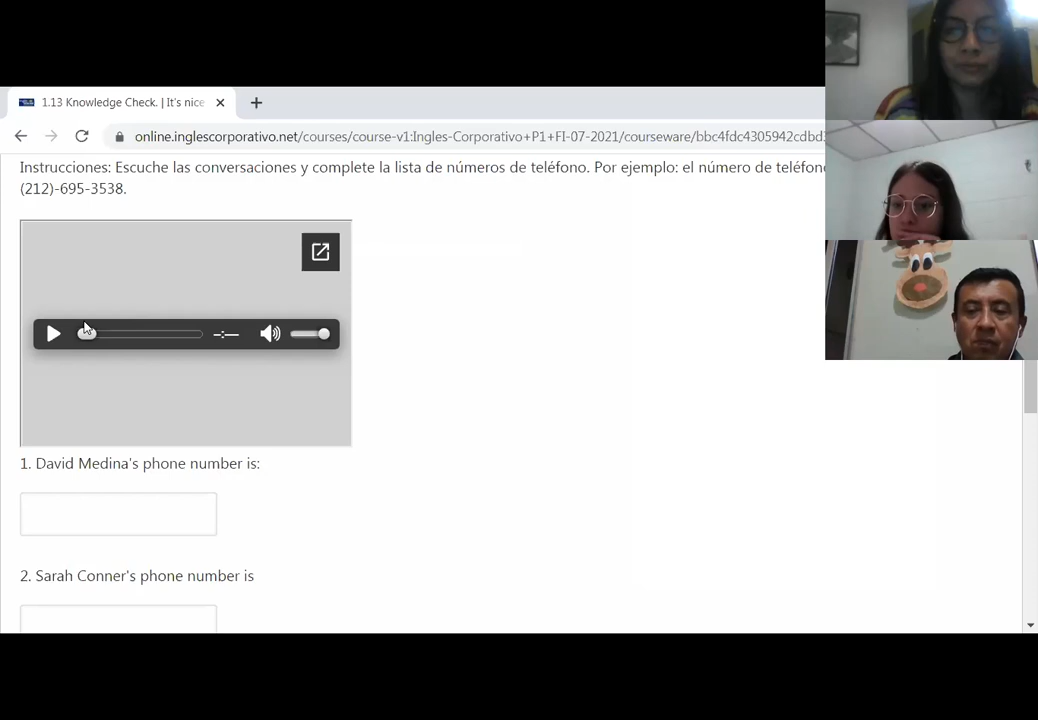 1.13 Knowledge Check. | It's nice
online.inglescorporativo.net/courses/course-v1:Ingles-Corporativo+P1+FI-07-2021/courseware/bbc4fdc4305942cdbd
Instrucciones: Escuche las conversaciones y complete la lista de números de teléfono. Por ejemplo: el número de teléfono
(212)-695-3538.
-:--
1. David Medina's phone number is:
2. Sarah Conner's phone number is